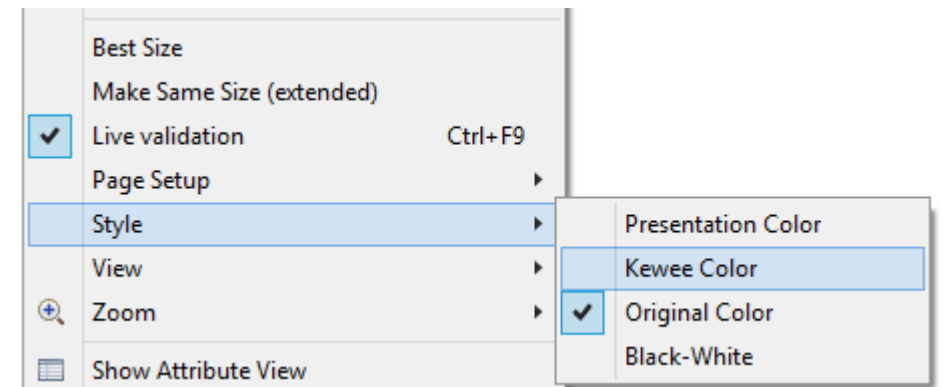 Best Size
Make Same Size (extended)
Live validation Ctrl+F9
Page Setup
Style
View
Zoom
Show Attribute View
Presentation Color
Kewee Color
Original Color
Black-White